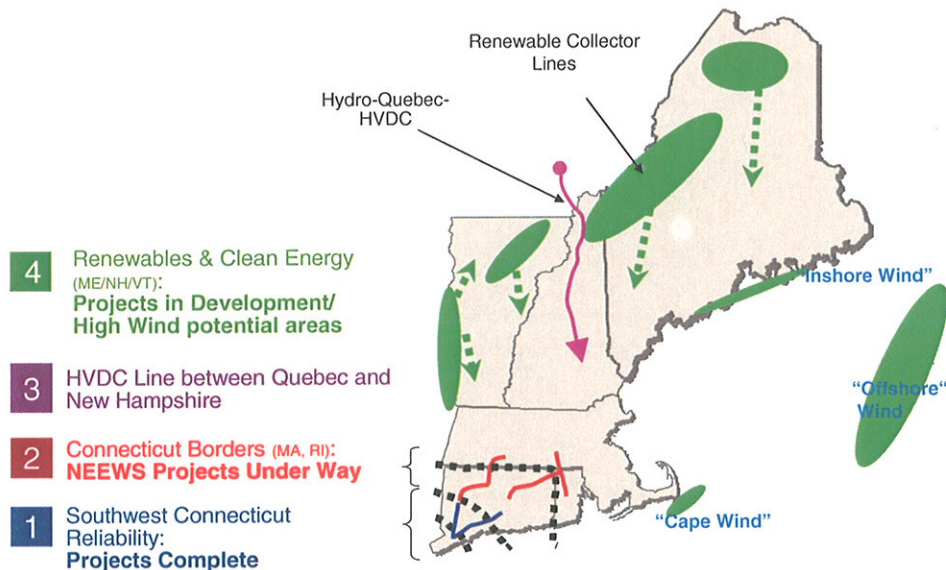 Renewable Collector
Lines
Hydro-Quebec-
HVDC
4
Renewables & Clean Energy
(ME/NH/VT):
Projects in Development/
High Wind potential areas
"Inshore Wind"
"Offshore"
Wind
3
HVDC Line between Quebec and
New Hampshire
2
Connecticut Borders (MA, RI):
NEEWS Projects Under Way
"Cape Wind"
1
Southwest Connecticut
Reliability:
Projects Complete